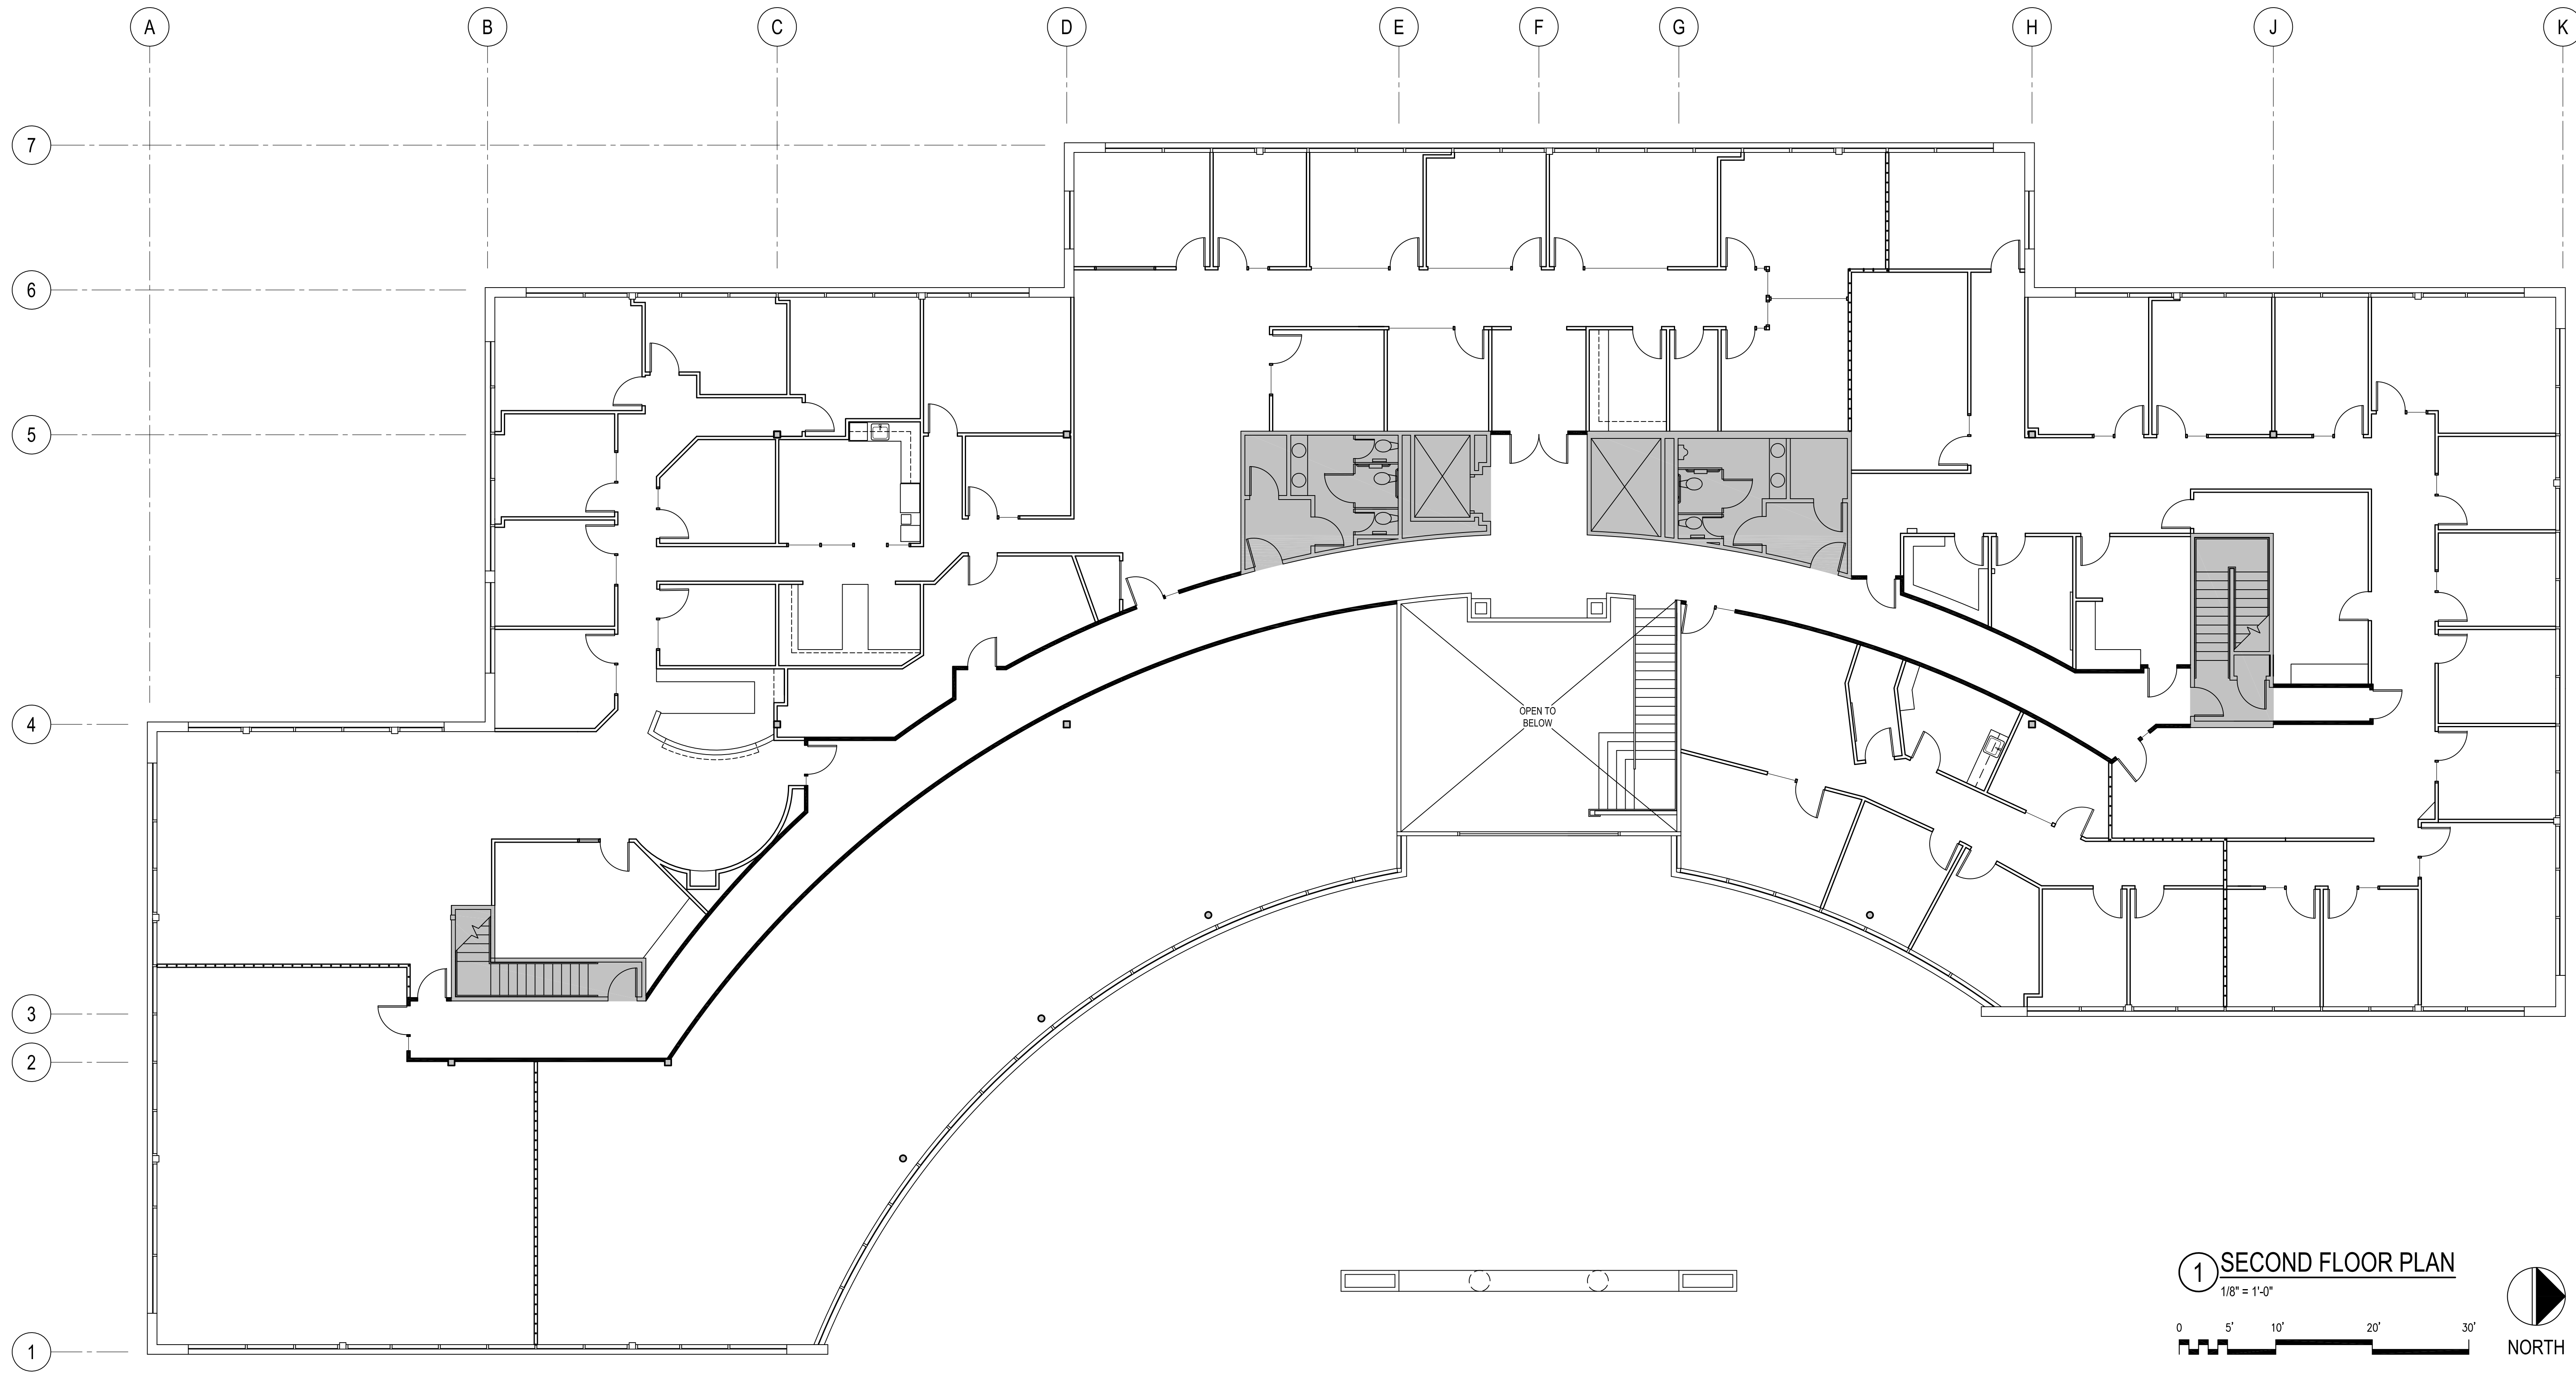 A B C D E F G H J K
7
6
5
4
3
2
1
OPEN TO
BELOW
1 SECOND FLOOR PLAN
1/8" = 1'-0"
0 5' 10' 20' 30'
NORTH